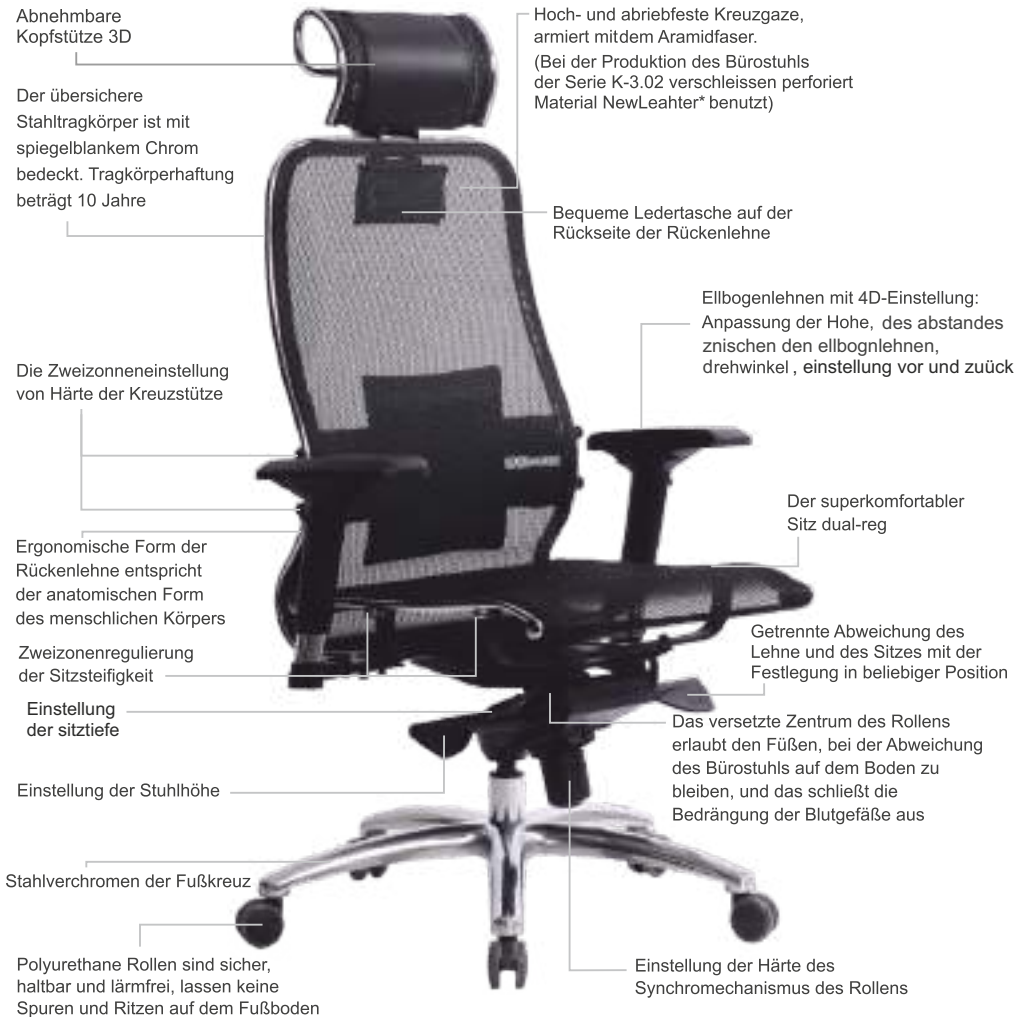 Abnehmbare
Kopfstütze 3D
Hoch- und abriebfeste Kreuzgaze,
armiert mitdem Aramidfaser.
(Bei der Produktion des Bürostuhls
der Serie K-3.02 verschleissen perforiert
Material NewLeahter* benutzt)
Der übersichere
Stahltragkörper ist mit
spiegelblankem Chrom
bedeckt. Tragkörperhaftung
beträgt 10 Jahre
Bequeme Ledertasche auf der
Rückseite der Rückenlehne
Ellbogenlehnen mit 4D-Einstellung:
Anpassung der Hohe, des abstandes
znischen den ellbognlehnen,
drehwinkel , einstellung vor und zuück
Die Zweizonneneinstellung
von Härte der Kreuzstütze
Der superkomfortabler
Sitz dual-reg
Ergonomische Form der
Rückenlehne entspricht
der anatomischen Form
des menschlichen Körpers
Getrennte Abweichung des
Lehne und des Sitzes mit der
Festlegung in beliebiger Position
Zweizonenregulierung
der Sitzsteifigkeit
Einstellung
der sitztiefe
Das versetzte Zentrum des Rollens
erlaubt den Füßen, bei der Abweichung
des Bürostuhls auf dem Boden zu
bleiben, und das schließt die
Bedrängung der Blutgefäße aus
Einstellung der Stuhlhöhe
Stahlverchromen der Fußkreuz
Polyurethane Rollen sind sicher,
haltbar und lärmfrei, lassen keine
Spuren und Ritzen auf dem Fußboden
Einstellung der Härte des
Synchromechanismus des Rollens